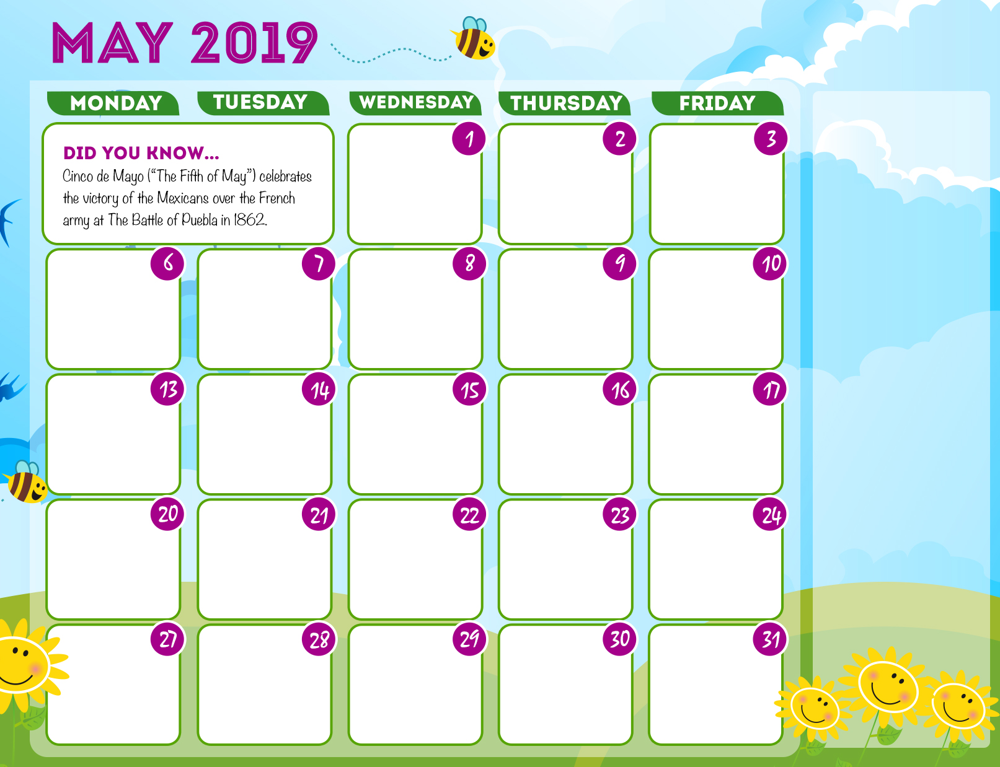 MAY 2019
MONDAY TUESDAY WEDNESDAY THURSDAY FRIDAY
DID YOU KNOW...
Cinco de Mayo (“The Fifth of May”) celebrates
the victory of the Mexicans over the French
army at The Battle of Puebla in 1862.
1 2 3
6 7 8 9 10
13 14 15 16 17
20 21 22 23 24
27 28 29 30 31